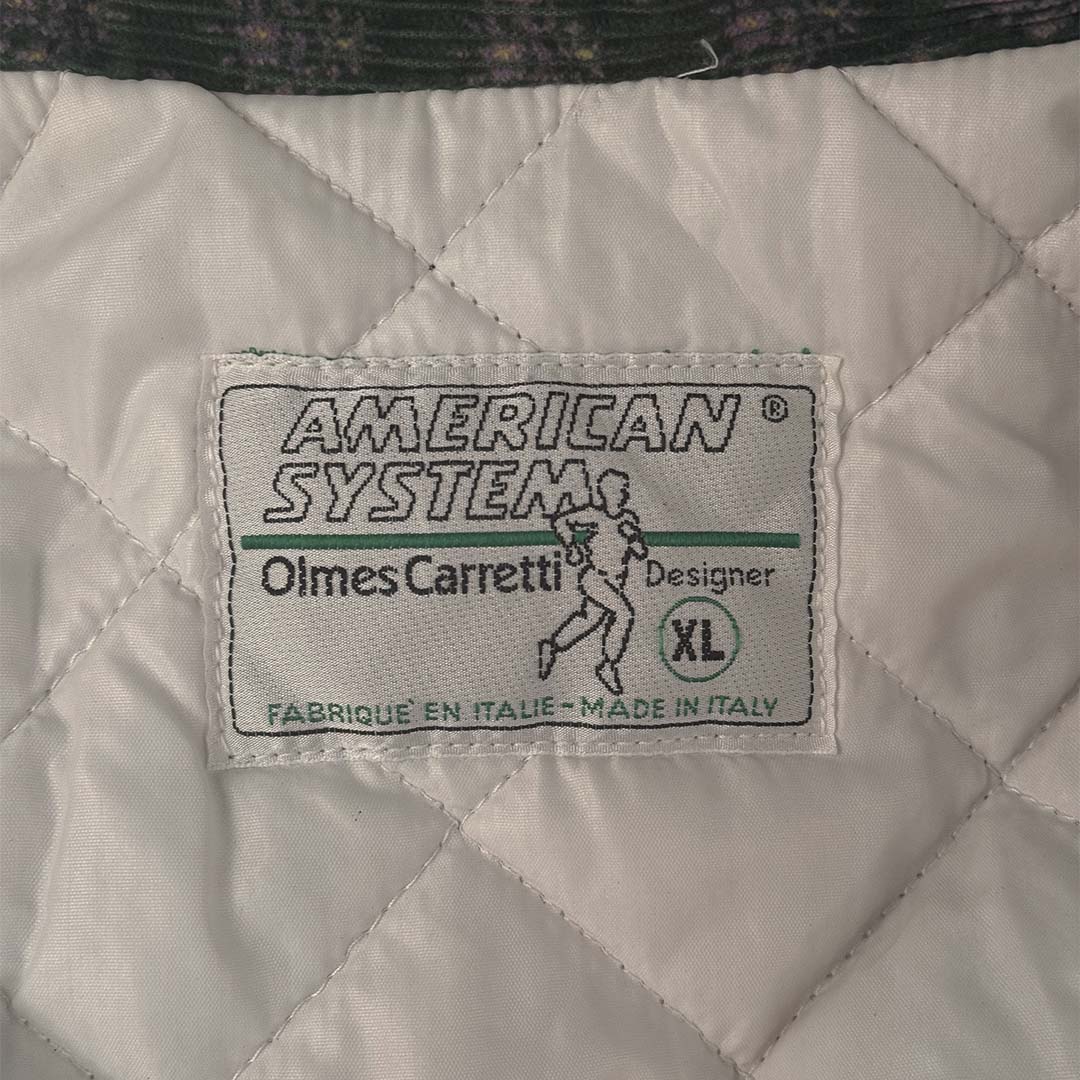 AMERICAN ®
SYSTEM
Olmes Carretti Designer
XL
FABRIQUE' EN ITALIE - MADE IN ITALY